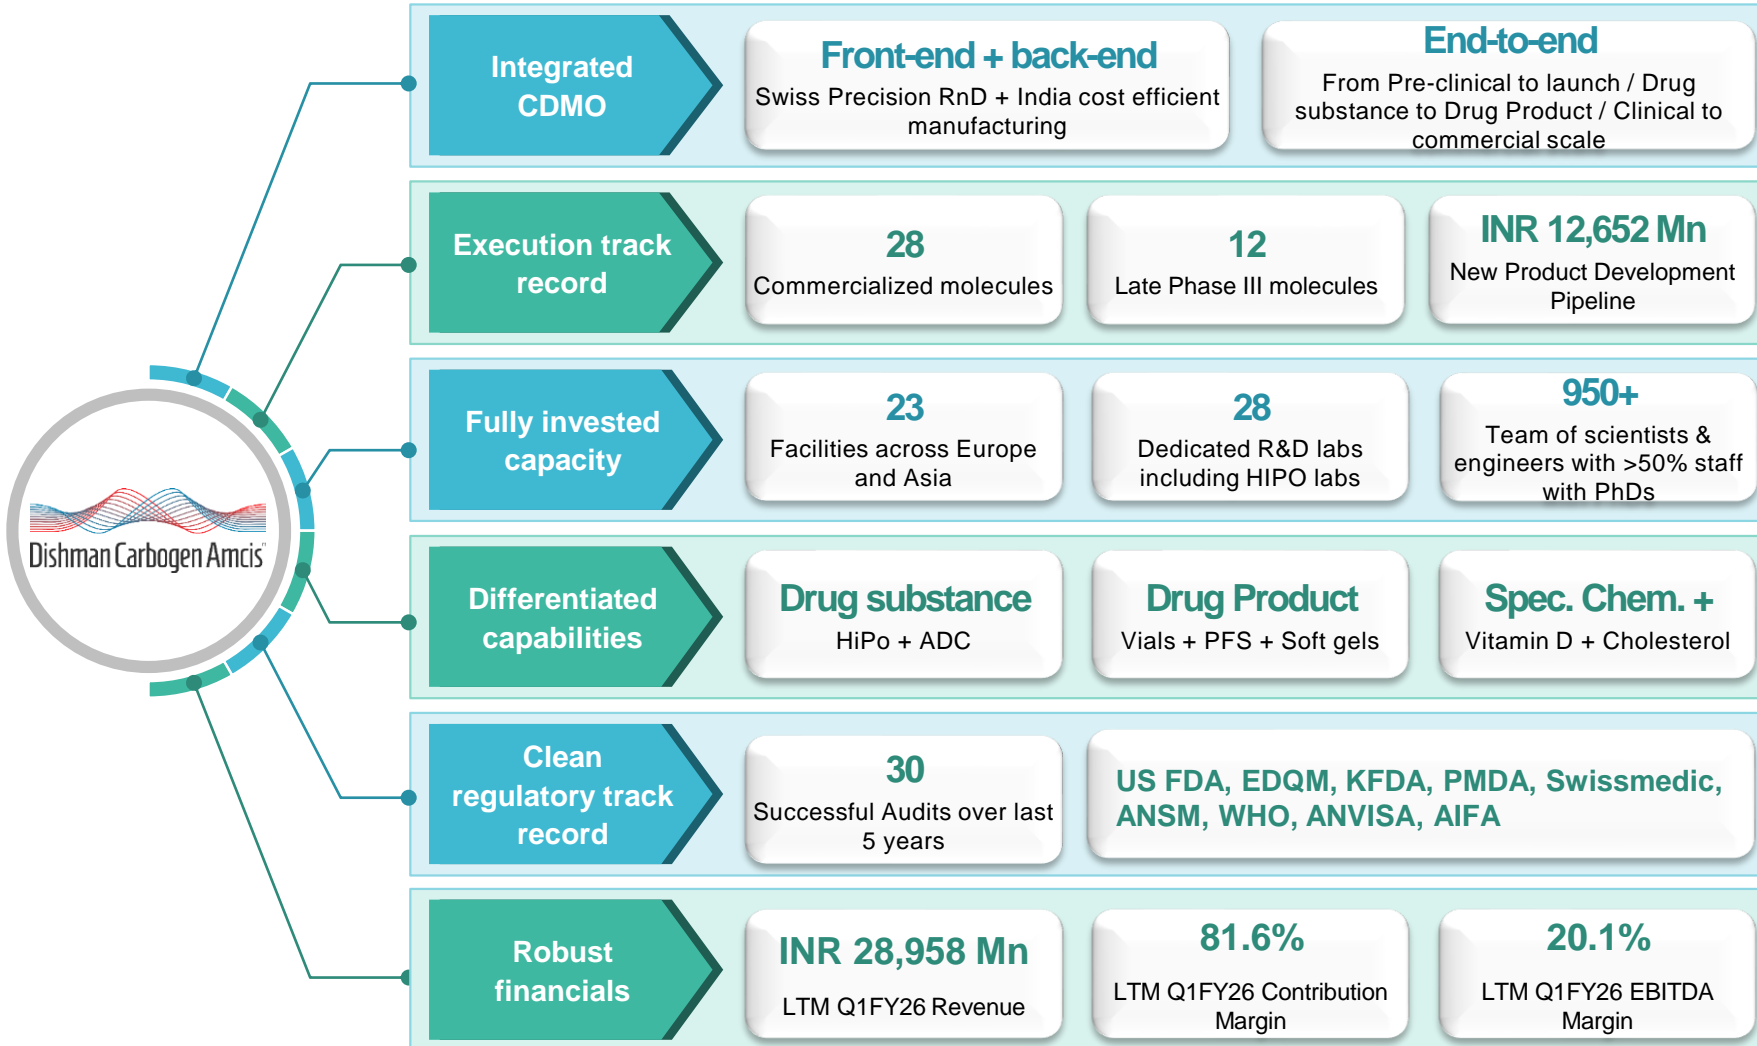 Dishman Carbogen Amcis
Integrated
CDMO
Front-end + back-end
Swiss Precision RnD + India cost efficient
manufacturing
End-to-end
From Pre-clinical to launch / Drug
substance to Drug Product / Clinical to
commercial scale
Execution track
record
28
Commercialized molecules
12
Late Phase III molecules
INR 12,652 Mn
New Product Development
Pipeline
Fully invested
capacity
23
Facilities across Europe
and Asia
28
Dedicated R&D labs
including HIPO labs
950+
Team of scientists &
engineers with >50% staff
with PhDs
Differentiated
capabilities
Drug substance
HiPo + ADC
Drug Product
Vials + PFS + Soft gels
Spec. Chem. +
Vitamin D + Cholesterol
Clean
regulatory track
record
30
Successful Audits over last
5 years
US FDA, EDQM, KFDA, PMDA, Swissmedic,
ANSM, WHO, ANVISA, AIFA
Robust
financials
INR 28,958 Mn
LTM Q1FY26 Revenue
81.6%
LTM Q1FY26 Contribution
Margin
20.1%
LTM Q1FY26 EBITDA
Margin